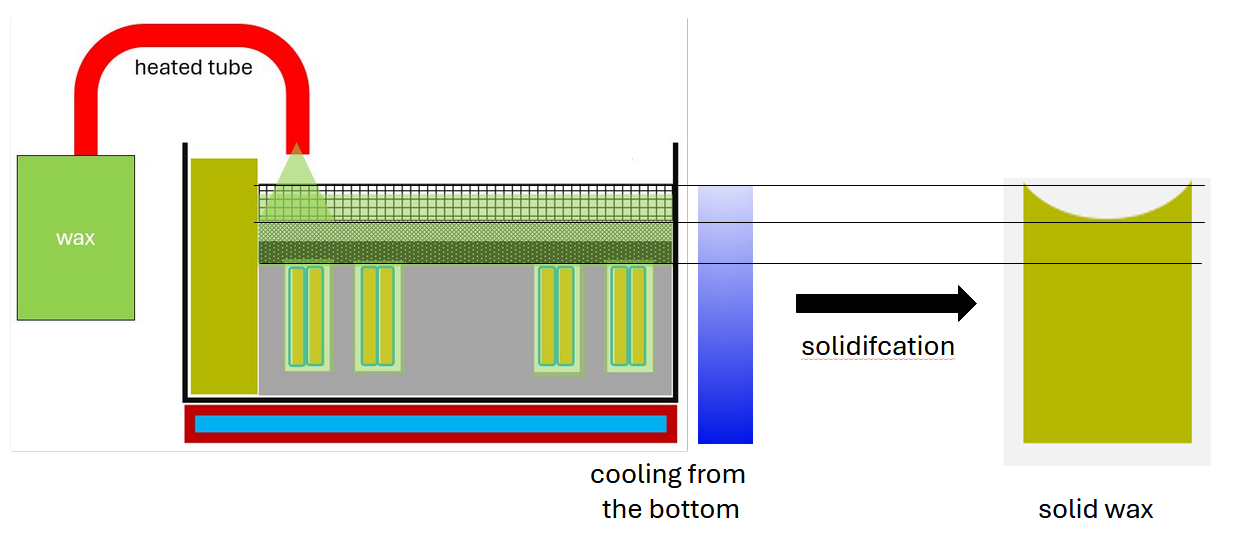 heated tube
wax
solidifcation
cooling from
the bottom
solid wax